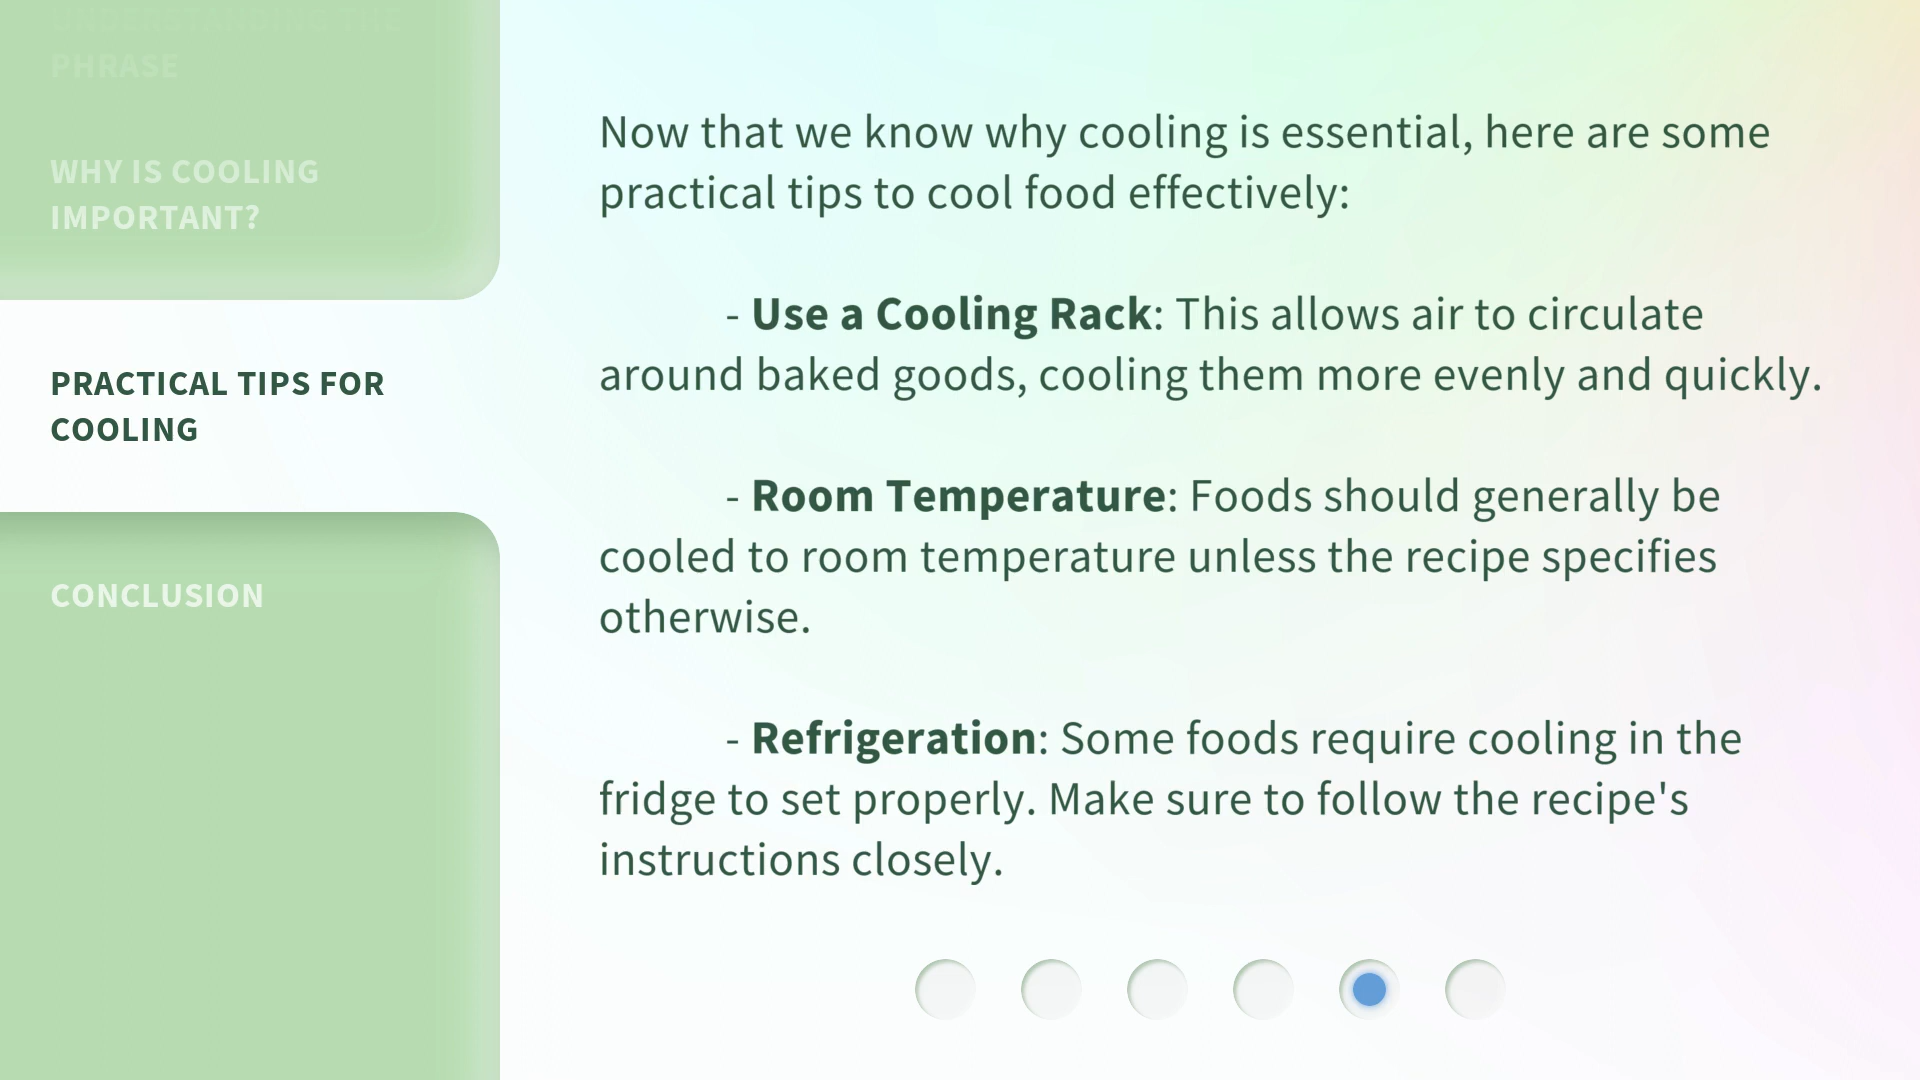 UNDERSTANDING THE
PHRASE
WHY IS COOLING
IMPORTANT?
PRACTICAL TIPS FOR
COOLING
CONCLUSION
Now that we know why cooling is essential, here are some
practical tips to cool food effectively:
- Use a Cooling Rack: This allows air to circulate
around baked goods, cooling them more evenly and quickly.
- Room Temperature: Foods should generally be
cooled to room temperature unless the recipe specifies
otherwise.
- Refrigeration: Some foods require cooling in the
fridge to set properly. Make sure to follow the recipe's
instructions closely.